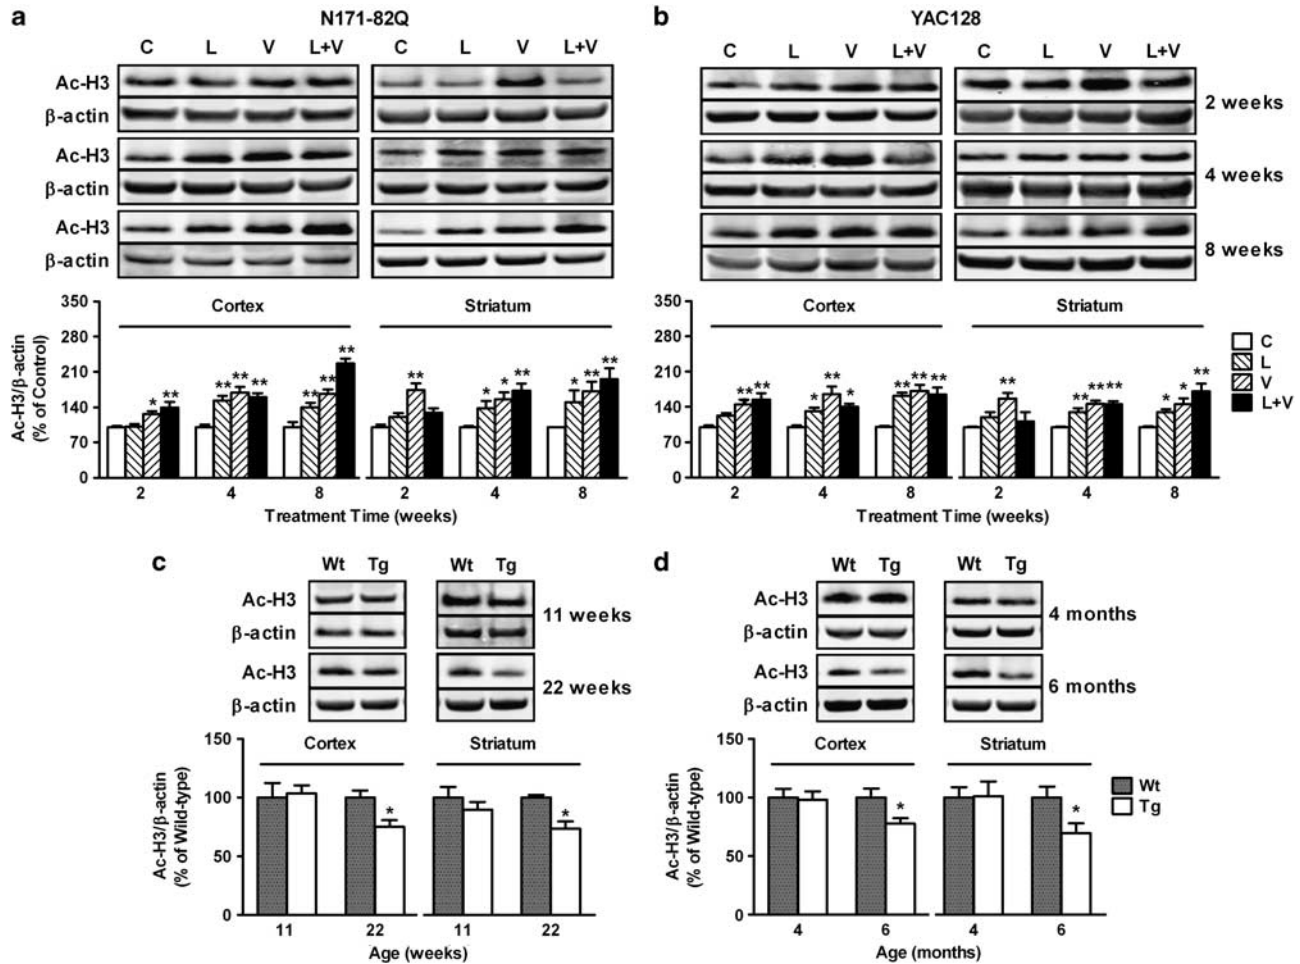 a
N171-82Q
C L V L+V C L V L+V
Ac-H3
β-actin
Ac-H3
β-actin
Ac-H3
β-actin
Ac-H3/β-actin
(% of Control)
350
280
210
140
70
0
Cortex Striatum
* ** ** ** ** ** ** ** ** * * ** * ** **
2 4 8 2 4 8
Treatment Time (weeks)
b
YAC128
C L V L+V C L V L+V
2 weeks
4 weeks
8 weeks
350
280
210
140
70
0
Cortex Striatum
** ** * ** * ** ** ** ** ** ** ** * * **
2 4 8 2 4 8
Treatment Time (weeks)
C
L
V
L+V
c
Wt Tg Wt Tg
Ac-H3
β-actin
11 weeks
Ac-H3
β-actin
22 weeks
Ac-H3/β-actin
(% of Wild-type)
150
100
50
0
Cortex Striatum
* *
11 22 11 22
Age (weeks)
d
Wt Tg Wt Tg
Ac-H3
β-actin
4 months
Ac-H3
β-actin
6 months
Ac-H3/β-actin
(% of Wild-type)
150
100
50
0
Cortex Striatum
* *
4 6 4 6
Age (months)
Wt
Tg